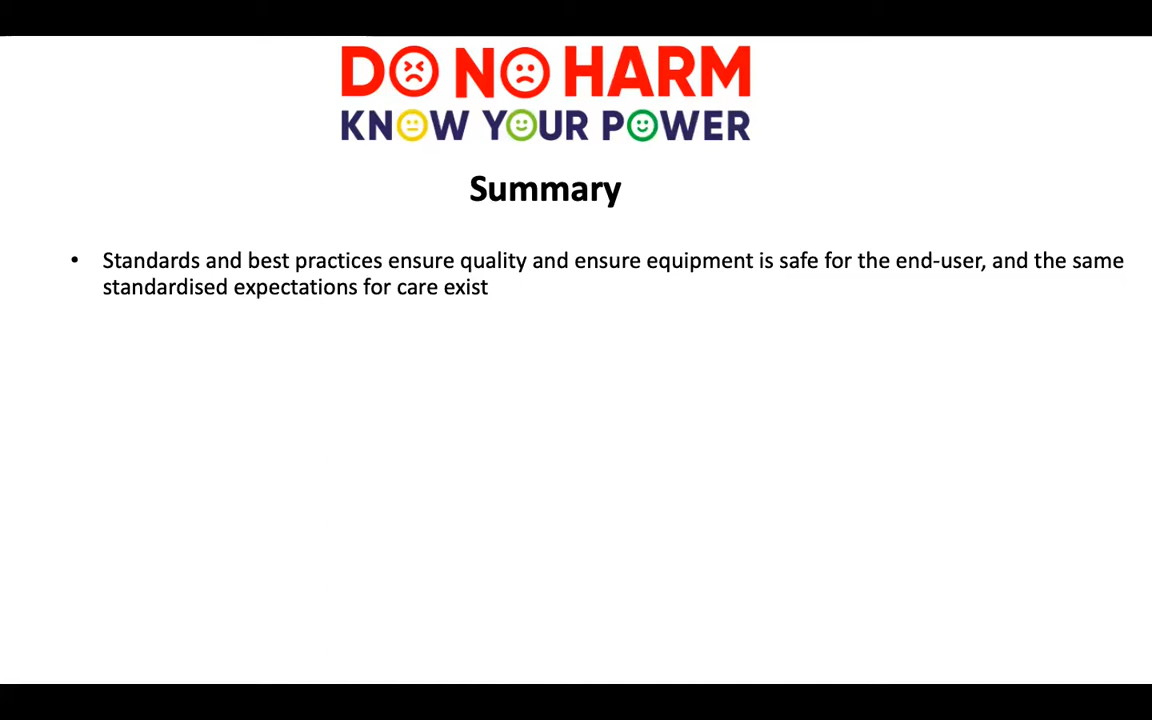 DO NO HARM
KNOW YOUR POWER
Summary
• Standards and best practices ensure quality and ensure equipment is safe for the end-user, and the same
standardised expectations for care exist